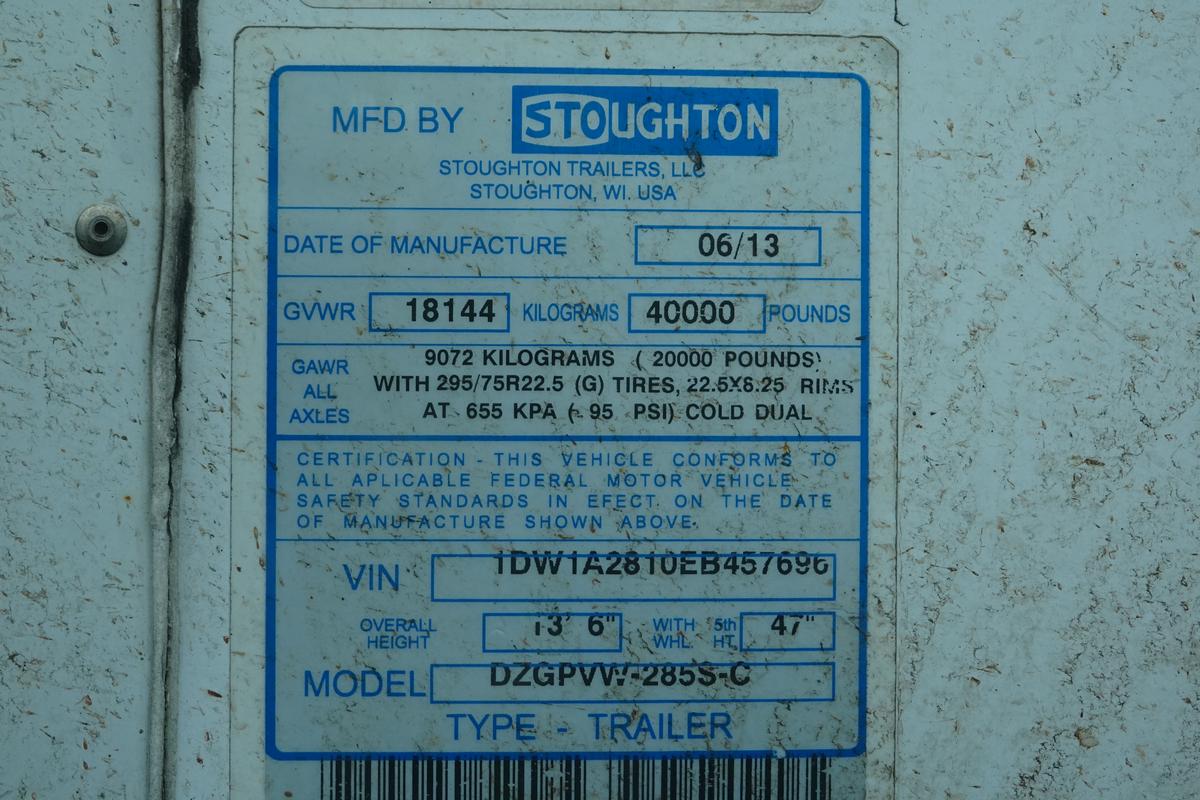 MFD. BY STOUGHTON
STOUGHTON TRAILERS, LLC
STOUGHTON, WI. USA
DATE OF MANUFACTURE 06/13
GVWR 18144 KILOGRAMS 40000 POUNDS
GAWR ALL AXLES
9072 KILOGRAMS ( 20000 POUNDS)
WITH 295/75R22.5 (G) TIRES, 22.5X8.25 RIMS
AT 655 KPA ( 95 PSI) COLD DUAL
CERTIFICATION - THIS VEHICLE CONFORMS TO
ALL APLICABLE FEDERAL MOTOR VEHICLE
SAFETY STANDARDS IN EFECT ON THE DATE
OF MANUFACTURE SHOWN ABOVE.
VIN 1DW1A2810EB457696
OVERALL HEIGHT 13' 6" WITH 5th WHL. HT. 47"
MODEL DZGPVW-285S-C
TYPE - TRAILER